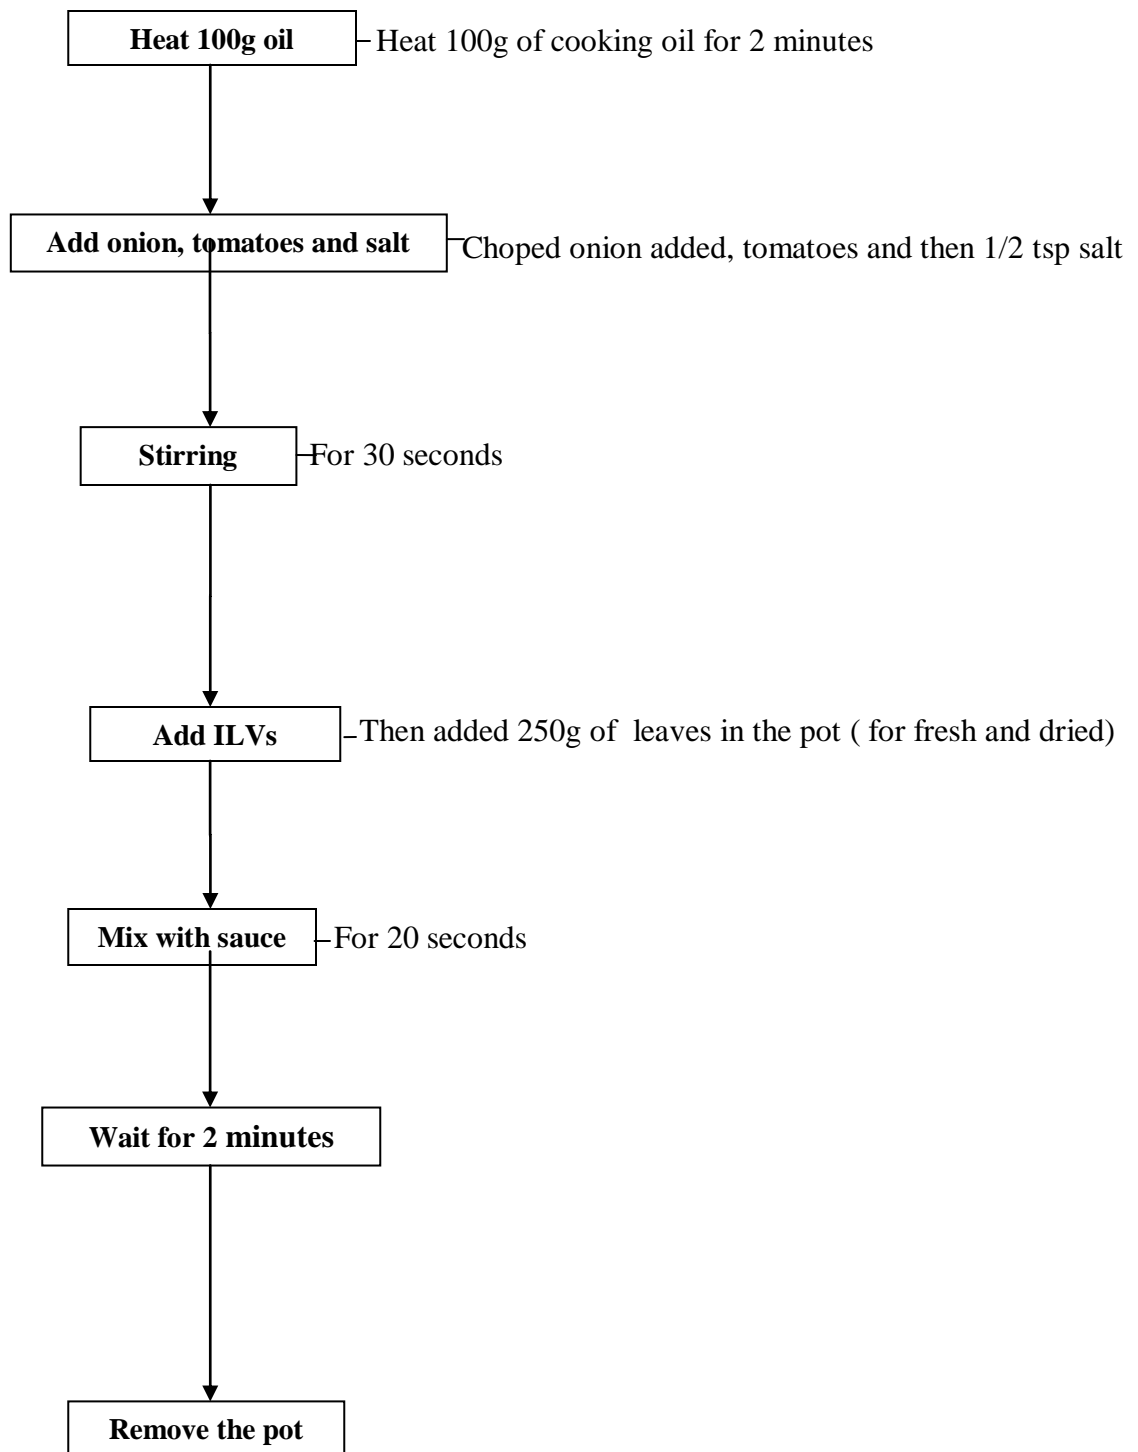 Heat 100g oil
Heat 100g of cooking oil for 2 minutes
Add onion, tomatoes and salt
Choped onion added, tomatoes and then 1/2 tsp salt
Stirring
For 30 seconds
Add ILVs
Then added 250g of leaves in the pot ( for fresh and dried)
Mix with sauce
For 20 seconds
Wait for 2 minutes
Remove the pot